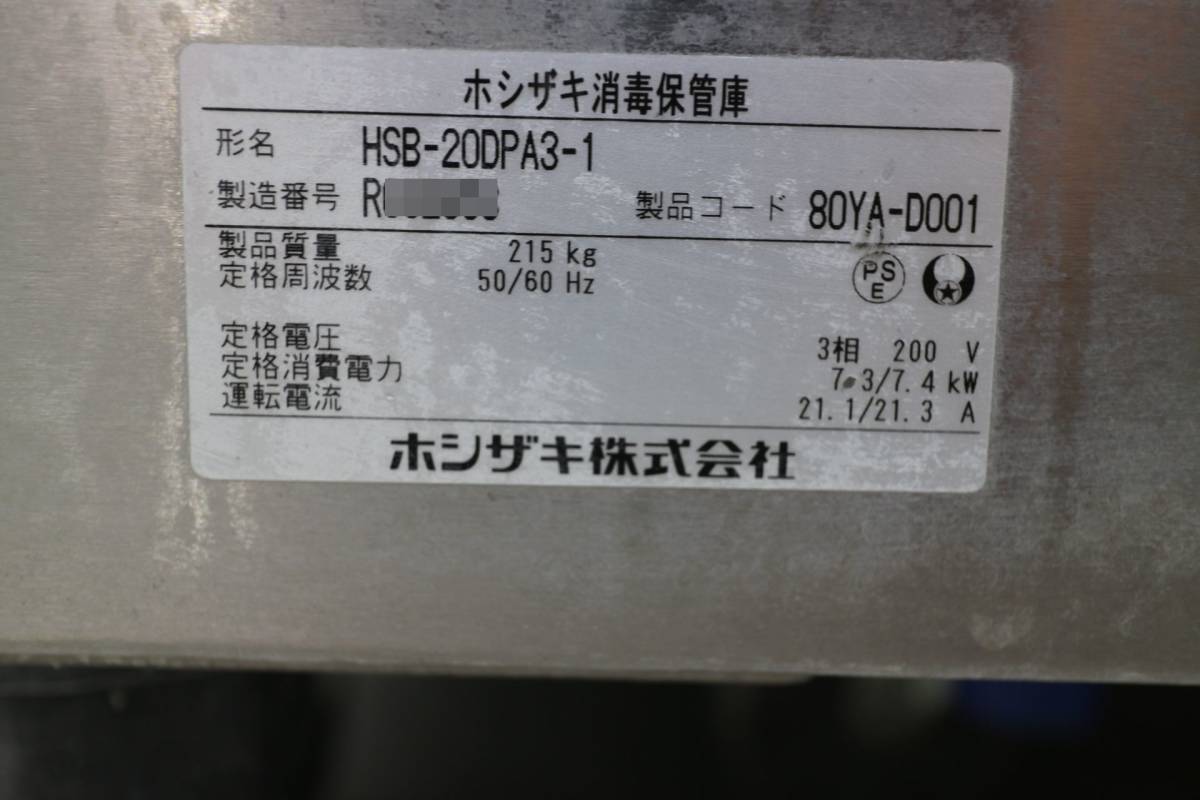 ホシザキ消毒保管庫
形名 HSB-20DPA3-1
製造番号 R 製品コード 80YA-D001
製品質量 215 kg
定格周波数 50/60 Hz
PS
E
定格電圧 3相 200 V
定格消費電力 7.3/7.4 kW
運転電流 21.1/21.3 A
ホシザキ株式会社